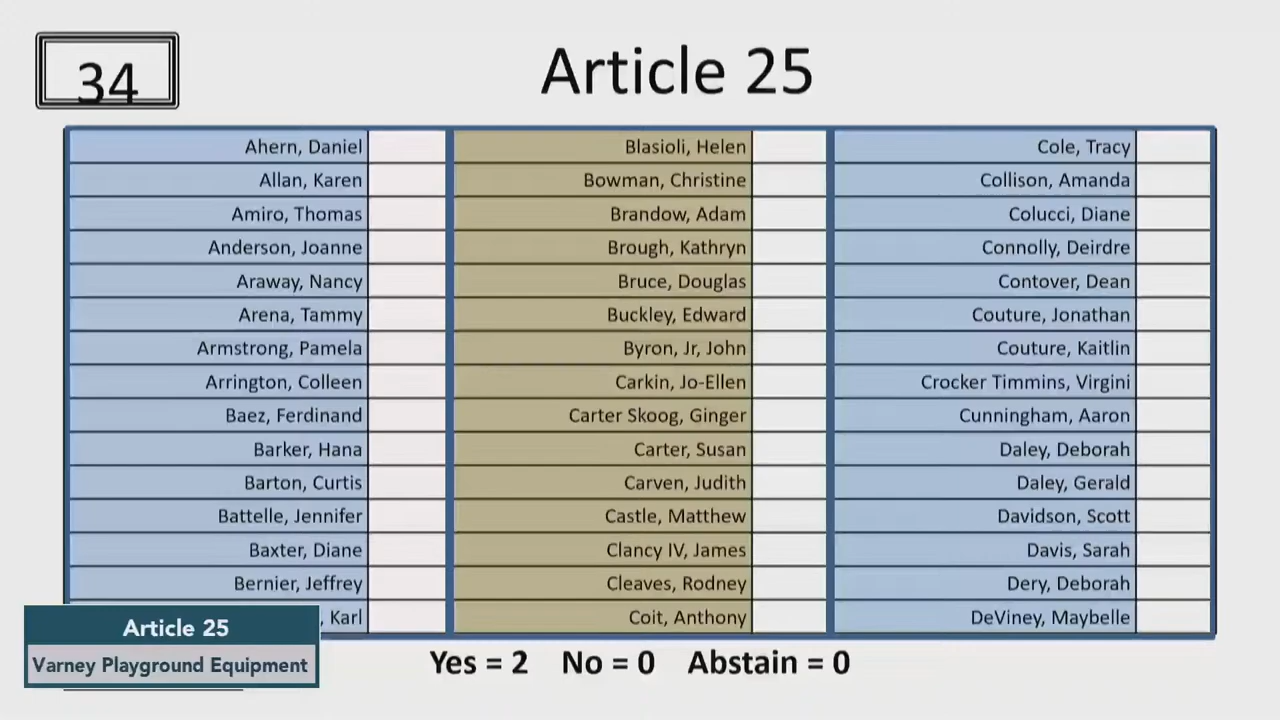 34
Article 25
Ahern, Daniel
Allan, Karen
Amiro, Thomas
Anderson, Joanne
Araway, Nancy
Arena, Tammy
Armstrong, Pamela
Arrington, Colleen
Baez, Ferdinand
Barker, Hana
Barton, Curtis
Battelle, Jennifer
Baxter, Diane
Bernier, Jeffrey
, Karl
Blasioli, Helen
Bowman, Christine
Brandow, Adam
Brough, Kathryn
Bruce, Douglas
Buckley, Edward
Byron, Jr, John
Carkin, Jo-Ellen
Carter Skoog, Ginger
Carter, Susan
Carven, Judith
Castle, Matthew
Clancy IV, James
Cleaves, Rodney
Coit, Anthony
Cole, Tracy
Collison, Amanda
Colucci, Diane
Connolly, Deirdre
Contover, Dean
Couture, Jonathan
Couture, Kaitlin
Crocker Timmins, Virgini
Cunningham, Aaron
Daley, Deborah
Daley, Gerald
Davidson, Scott
Davis, Sarah
Dery, Deborah
DeViney, Maybelle
Article 25
Varney Playground Equipment
Yes = 2 No = 0 Abstain = 0